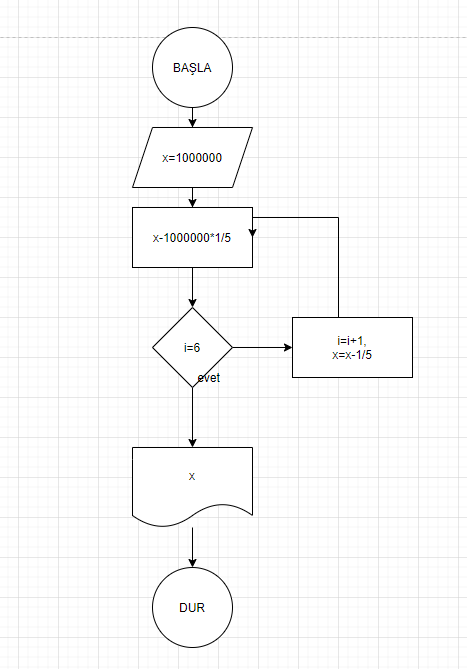 BAŞLA
x=1000000
x-1000000*1/5
i=6
i=i+1,
x=x-1/5
evet
x
DUR